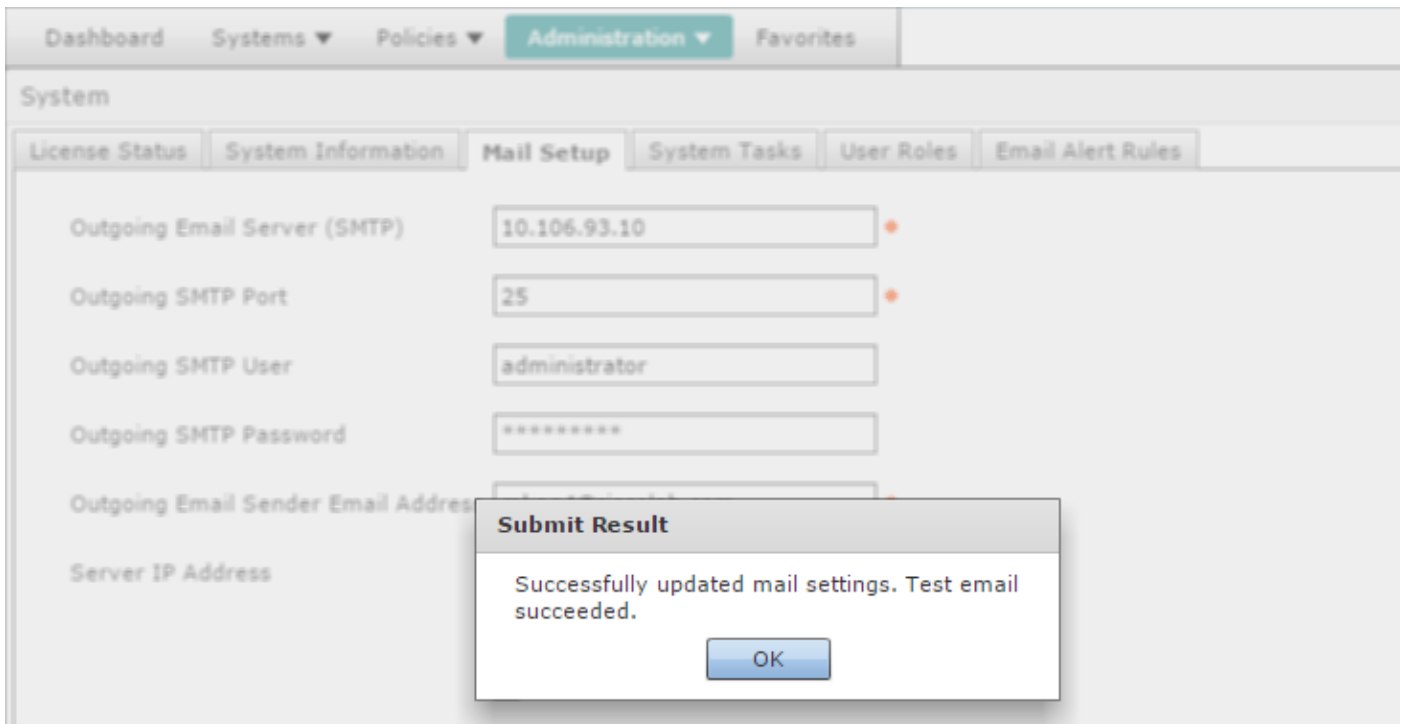 Dashboard Systems ▼ Policies ▼ Administration ▼ Favorites
System
License Status System Information Mail Setup System Tasks User Roles Email Alert Rules
Outgoing Email Server (SMTP) 10.106.93.10
Outgoing SMTP Port 25
Outgoing SMTP User administrator
Outgoing SMTP Password *********
Outgoing Email Sender Email Address
Server IP Address
Submit Result
Successfully updated mail settings. Test email
succeeded.
OK